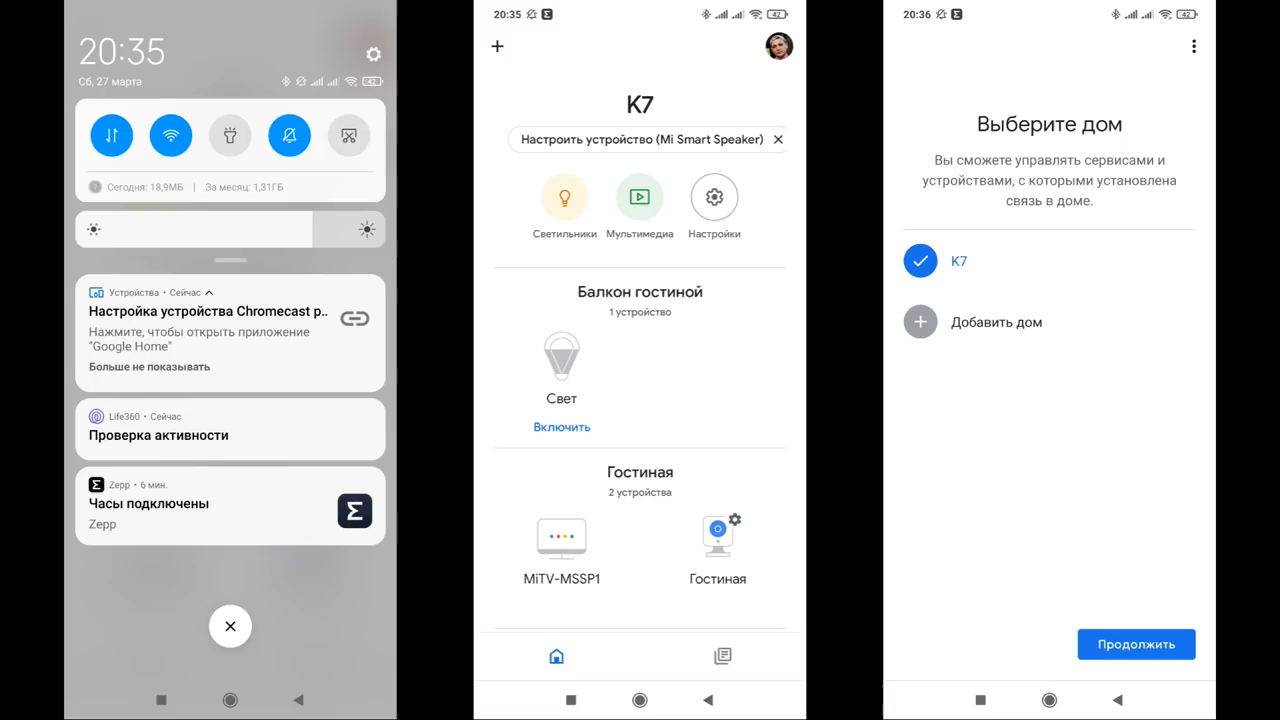 20:35
Сб, 27 марта
42
Сегодня: 18,9МБ | За месяц: 1,31ГБ
Устройства • Сейчас
Настройка устройства Chromecast р..
Нажмите, чтобы открыть приложение
"Google Home"
Больше не показывать
Life360 • Сейчас
Проверка активности
Zepp • 6 мин.
Часы подключены
Zepp
20:35
42
K7
Настроить устройство (Mi Smart Speaker)
Светильники
Мультимедиа
Настройки
Балкон гостиной
1 устройство
Свет
Включить
Гостиная
2 устройства
MiTV-MSSP1
Гостиная
20:36
42
Выберите дом
Вы сможете управлять сервисами и
устройствами, с которыми установлена
связь в доме.
K7
Добавить дом
Продолжить